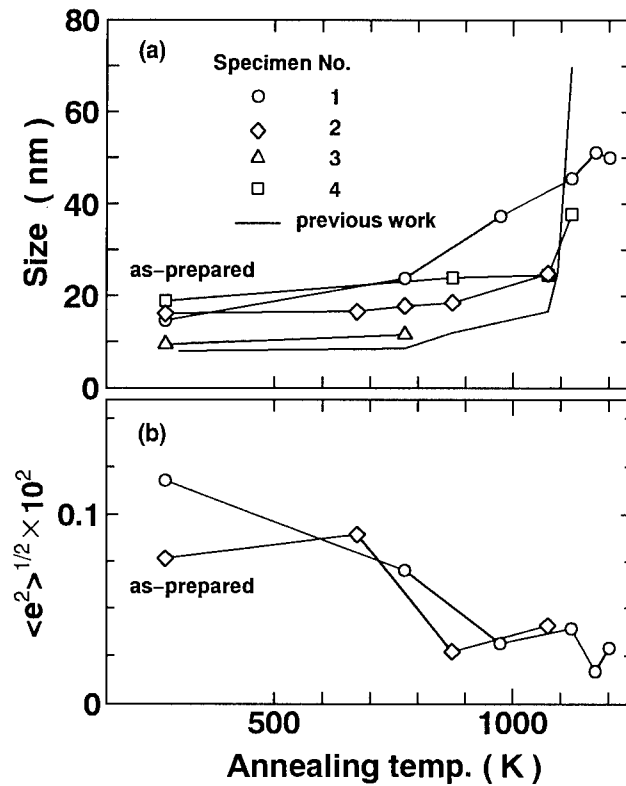 80
(a)
Specimen No.
1
2
3
4
previous work
as-prepared
60
40
20
0
Size ( nm )
(b)
0.1
as-prepared
0
<e²>¹/² × 10²
500 1000
Annealing temp. ( K )